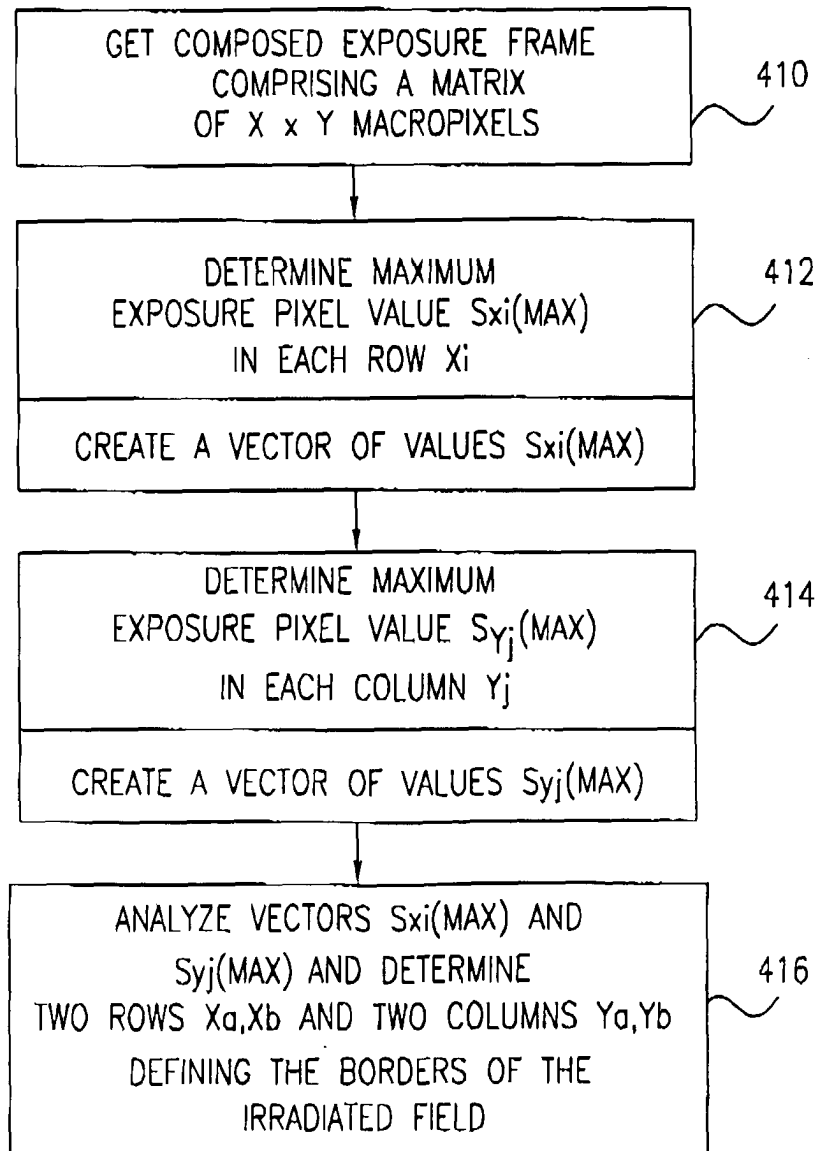 GET COMPOSED EXPOSURE FRAME
COMPRISING A MATRIX
OF X x Y MACROPIXELS
410
DETERMINE MAXIMUM
EXPOSURE PIXEL VALUE Sxi(MAX)
IN EACH ROW Xi
412
CREATE A VECTOR OF VALUES Sxi(MAX)
DETERMINE MAXIMUM
EXPOSURE PIXEL VALUE SYj(MAX)
IN EACH COLUMN Yj
414
CREATE A VECTOR OF VALUES Syj(MAX)
ANALYZE VECTORS Sxi(MAX) AND
Syj(MAX) AND DETERMINE
TWO ROWS Xa,Xb AND TWO COLUMNS Ya,Yb
DEFINING THE BORDERS OF THE
IRRADIATED FIELD
416